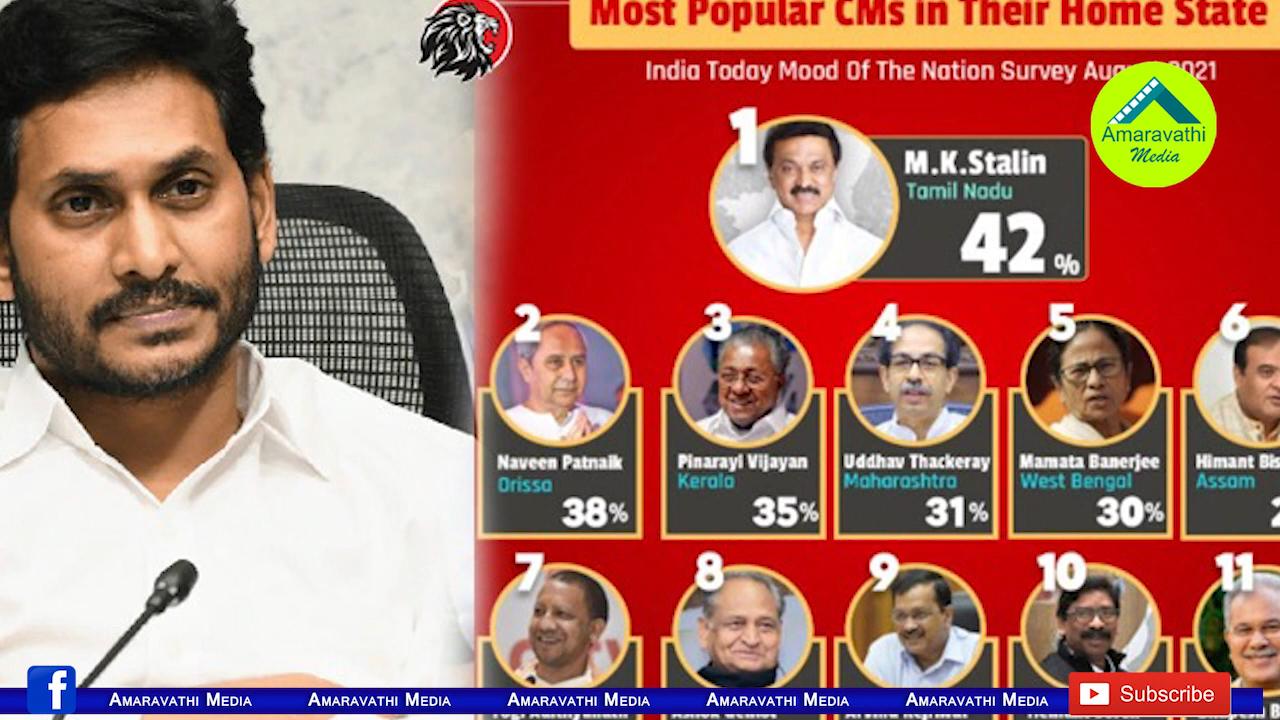 Most Popular CMs in Their Home State
India Today Mood Of The Nation Survey
2021
Amaravathi
Media
1
M.K.Stalin
Tamil Nadu
42 %
2
Naveen Patnaik
Orissa
38%
3
Pinarayi Vijayan
Kerala
35%
4
Uddhav Thackeray
Maharashtra
31%
5
Mamata Banerjee
West Bengal
30%
6
Himant
Assam
7
8
9
10
11
f
Amaravathi Media
Amaravathi Media
Amaravathi Media
Amaravathi Media
Amaravathi Media
Subscribe